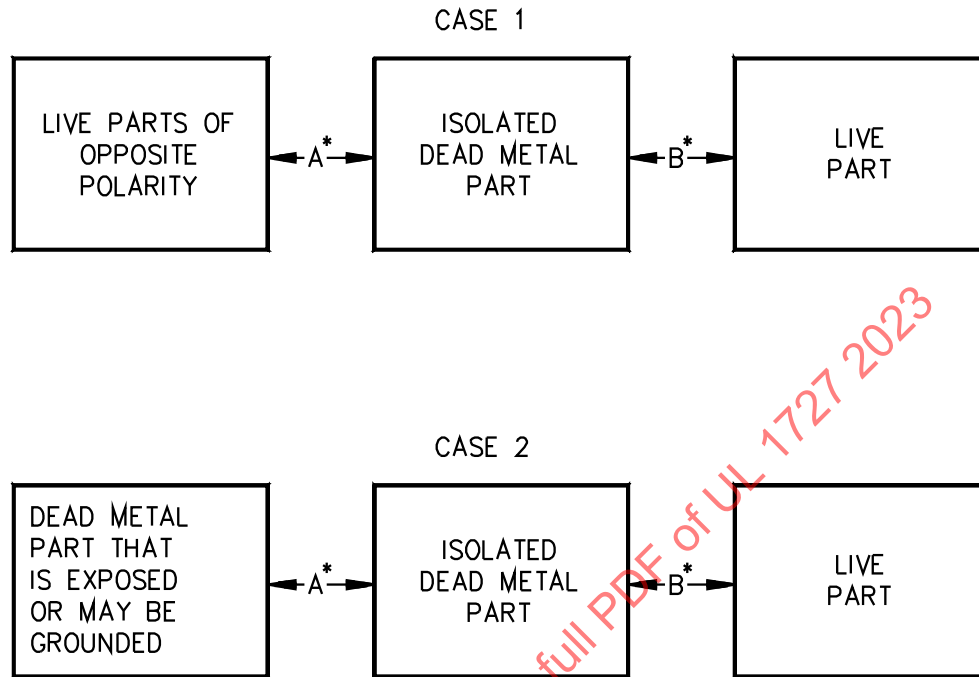 CASE 1
LIVE PARTS OF
OPPOSITE
POLARITY
A*
ISOLATED
DEAD METAL
PART
B*
LIVE
PART
CASE 2
DEAD METAL
PART THAT
IS EXPOSED
OR MAY BE
GROUNDED
A*
ISOLATED
DEAD METAL
PART
B*
LIVE
PART
full PDF of UL 1727 2023